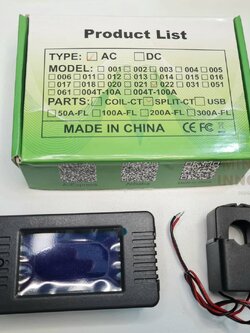 Product List
TYPE: AC DC
MODEL: 001 002 003 004 005
006 011 012 013 014 015 016
017 018 020 021 022 031 051
061 004T-10A 004T-100A
PARTS: COIL-CT SPLIT-CT USB
50A-FL 100A-FL 200A-FL 300A-FL
MADE IN CHINA CE FC